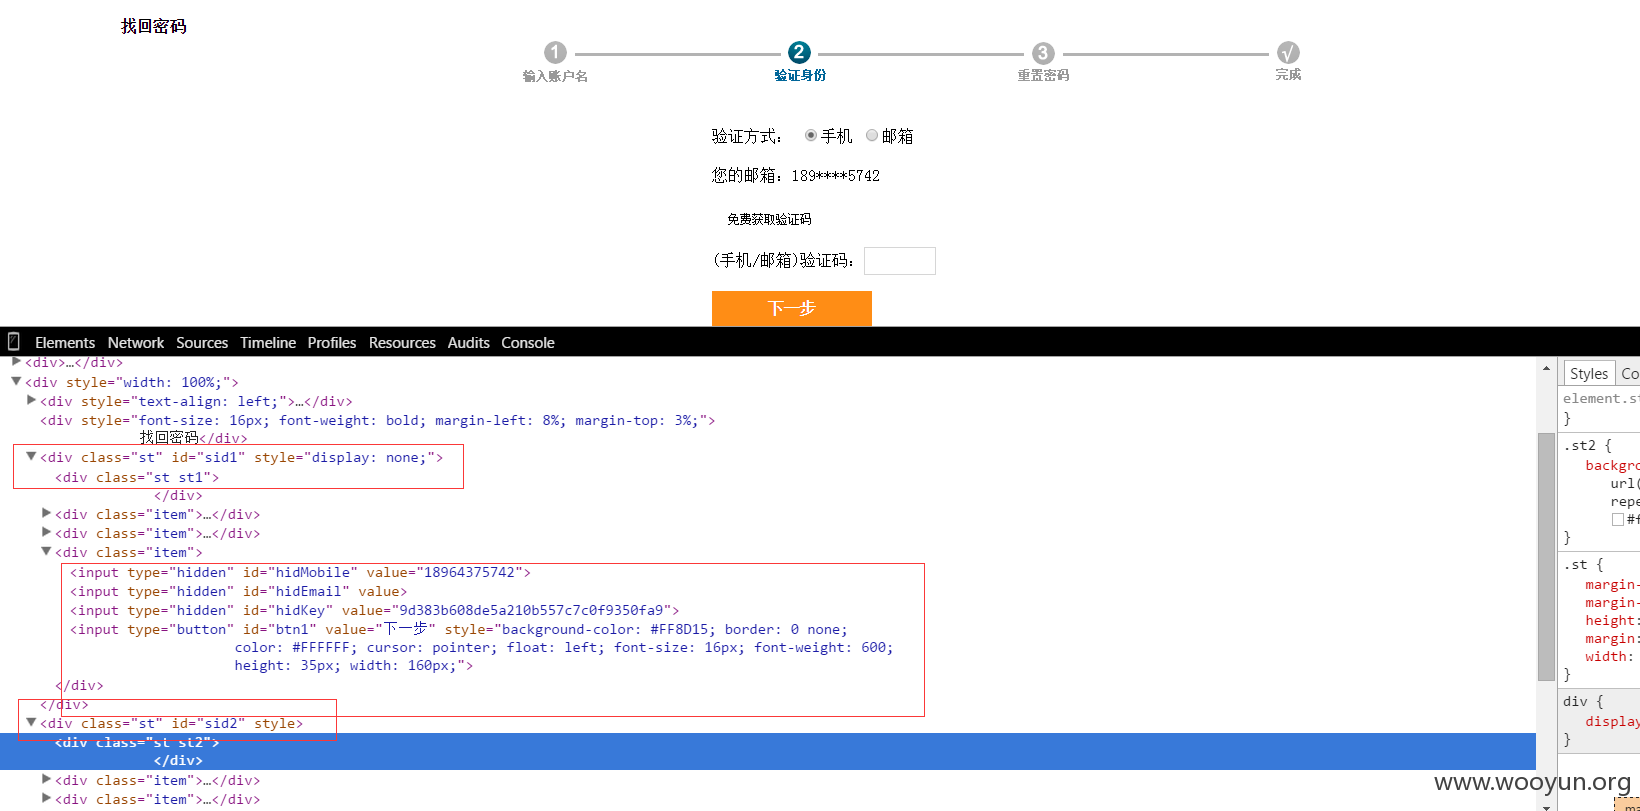 找回密码
1 2 3 √
输入账户名 验证身份 重置密码 完成
验证方式： 手机 邮箱
您的邮箱：189****5742
免费获取验证码
(手机/邮箱)验证码：
下一步
Elements Network Sources Timeline Profiles Resources Audits Console
<div>…</div>
<div style="width: 100%;">
<div style="text-align: left;">…</div>
<div style="font-size: 16px; font-weight: bold; margin-left: 8%; margin-top: 3%;">
找回密码</div>
<div class="st" id="sid1" style="display: none;">
<div class="st st1">
</div>
<div class="item">…</div>
<div class="item">…</div>
<div class="item">
<input type="hidden" id="hidMobile" value="18964375742">
<input type="hidden" id="hidEmail" value>
<input type="hidden" id="hidKey" value="9d383b608de5a210b557c7c0f9350fa9">
<input type="button" id="btn1" value="下一步" style="background-color: #FF8D15; border: 0 none;
color: #FFFFFF; cursor: pointer; float: left; font-size: 16px; font-weight: 600;
height: 35px; width: 160px;">
</div>
</div>
<div class="st" id="sid2" style>
<div class="st st2">
</div>
<div class="item">…</div>
<div class="item">…</div>
Styles Co
element.st
}
.st2 {
backgro
url(
repe
#f
}
.st {
margin-
margin-
height:
margin:
width:
}
div {
display
}
www.wooyun.org